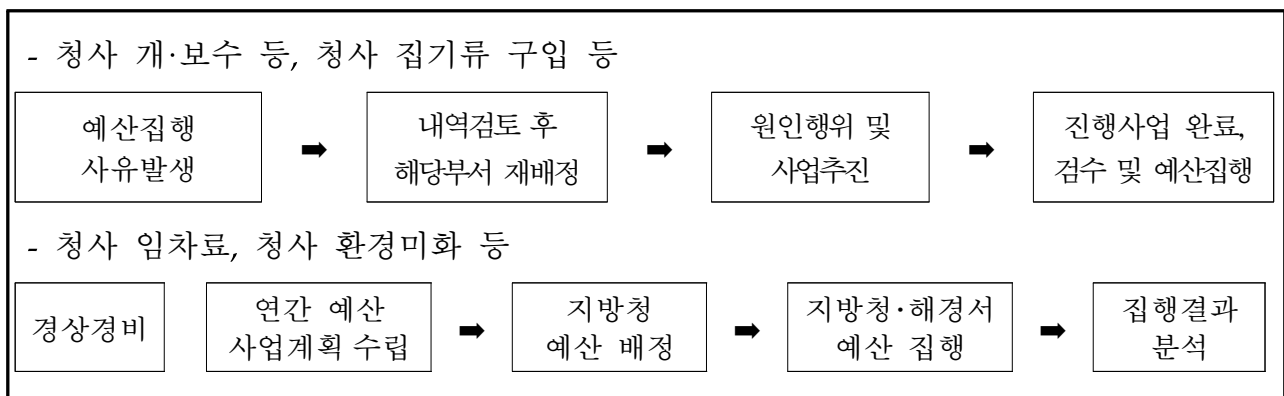 - 청사 개·보수 등, 청사 집기류 구입 등
예산집행
사유발생
➡
내역검토 후
해당부서 재배정
➡
원인행위 및
사업추진
➡
진행사업 완료,
검수 및 예산집행
- 청사 임차료, 청사 환경미화 등
경상경비
연간 예산
사업계획 수립
➡
지방청
예산 배정
➡
지방청·해경서
예산 집행
➡
집행결과
분석